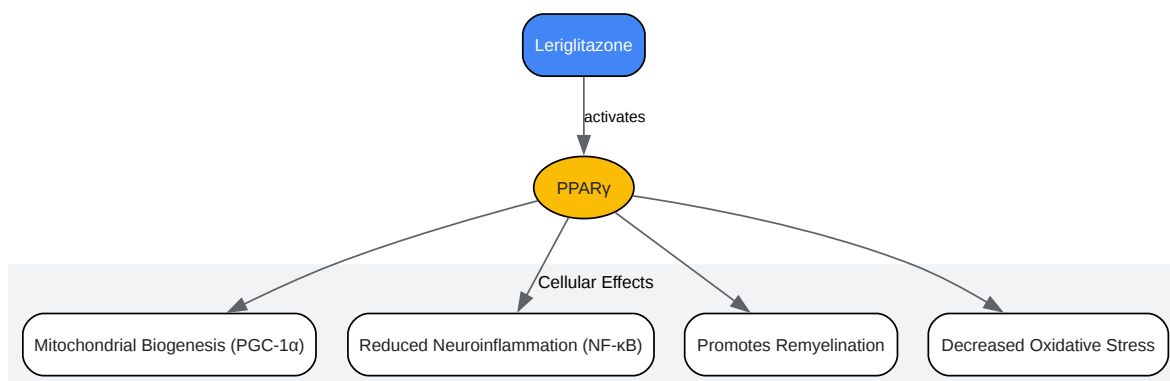 Leriglitazone
activates
PPARγ
Cellular Effects
Mitochondrial Biogenesis (PGC-1α)
Reduced Neuroinflammation (NF-κB)
Promotes Remyelination
Decreased Oxidative Stress